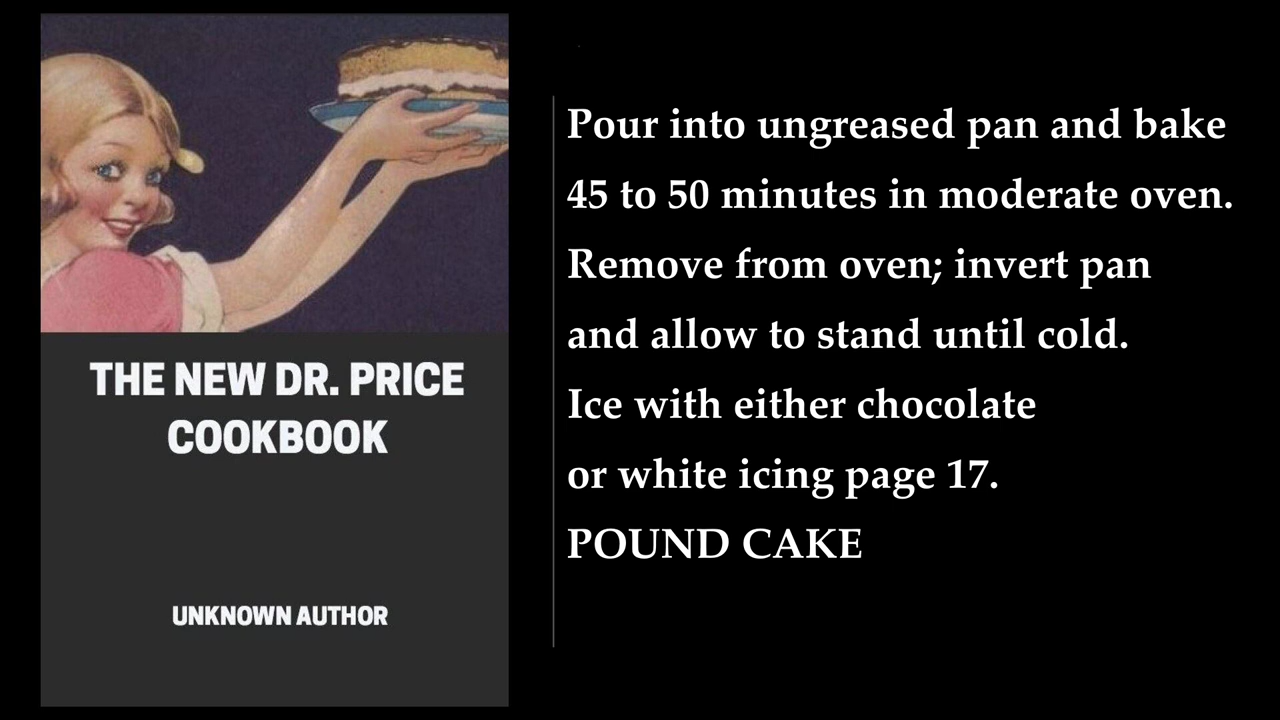 THE NEW DR. PRICE
COOKBOOK
UNKNOWN AUTHOR
Pour into ungreased pan and bake
45 to 50 minutes in moderate oven.
Remove from oven; invert pan
and allow to stand until cold.
Ice with either chocolate
or white icing page 17.
POUND CAKE